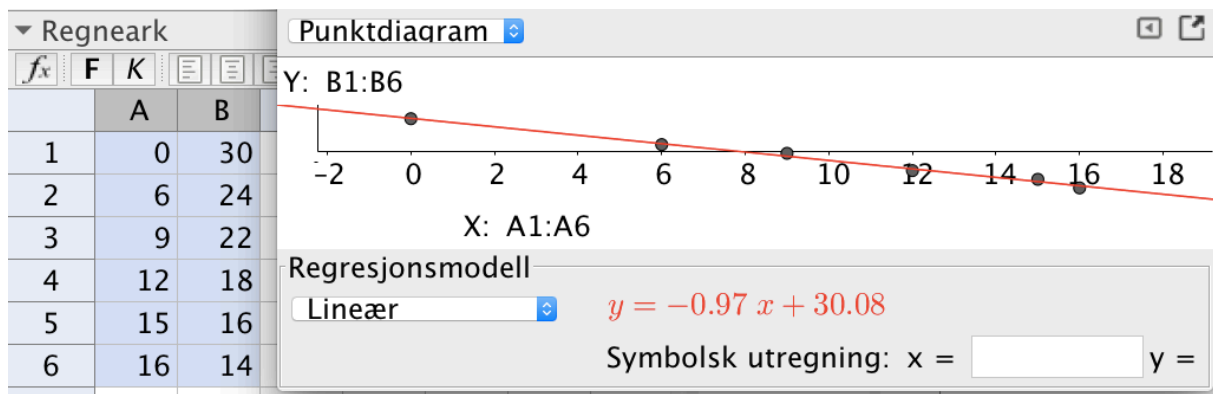 Regneark
fx F K
A B
1 0 30
2 6 24
3 9 22
4 12 18
5 15 16
6 16 14
Punktdiagram
Y: B1:B6
-2 0 2 4 6 8 10 12 14 16 18
X: A1:A6
Regresjonsmodell
Lineær
y = −0.97 x + 30.08
Symbolsk utregning: x = y =